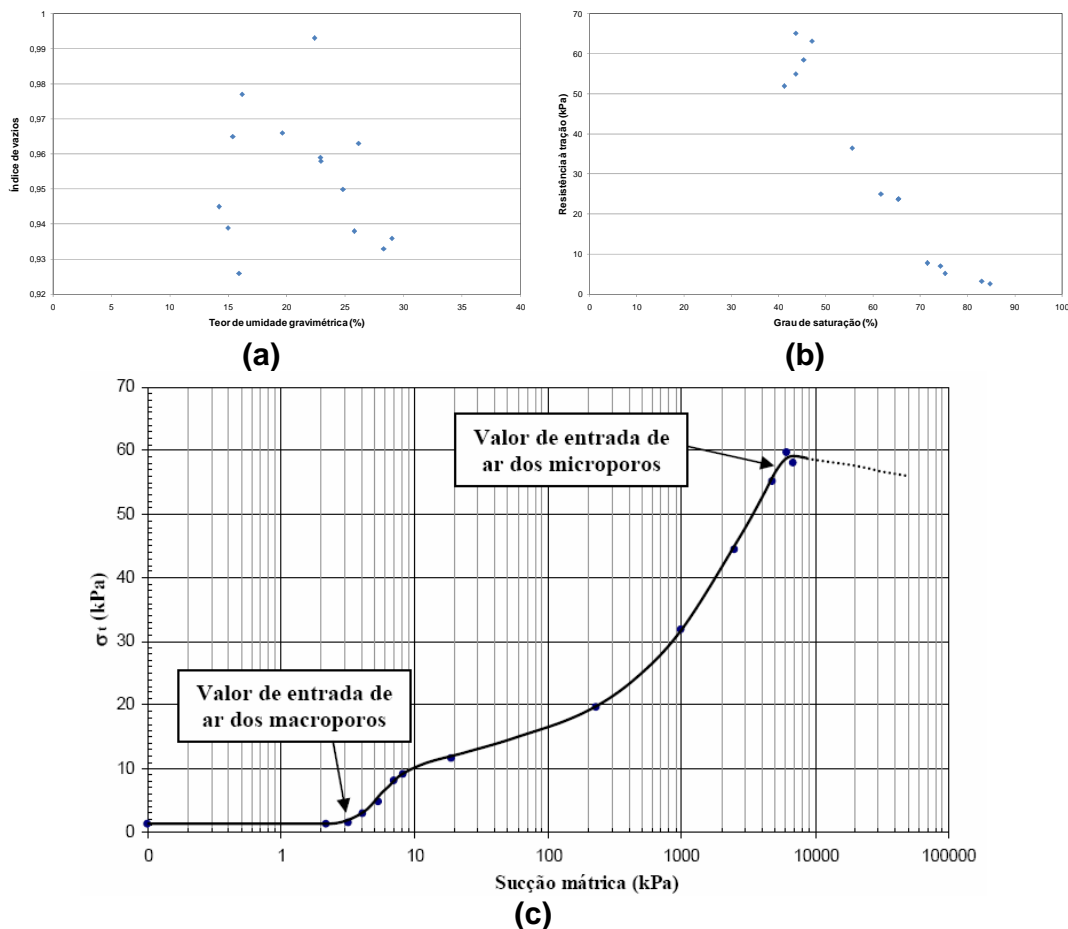 1
0,99
0,98
0,97
0,96
0,95
0,94
0,93
0,92
Índice de vazios
0 5 10 15 20 25 30 35 40
Teor de umidade gravimétrica (%)
(a)
70
60
50
40
30
20
10
0
Resistência à tração (kPa)
0 10 20 30 40 50 60 70 80 90 100
Grau de saturação (%)
(b)
70
60
50
40
30
20
10
0
σt (kPa)
Valor de entrada de
ar dos microporos
Valor de entrada de
ar dos macroporos
0 1 10 100 1000 10000 100000
Sucção mátrica (kPa)
(c)